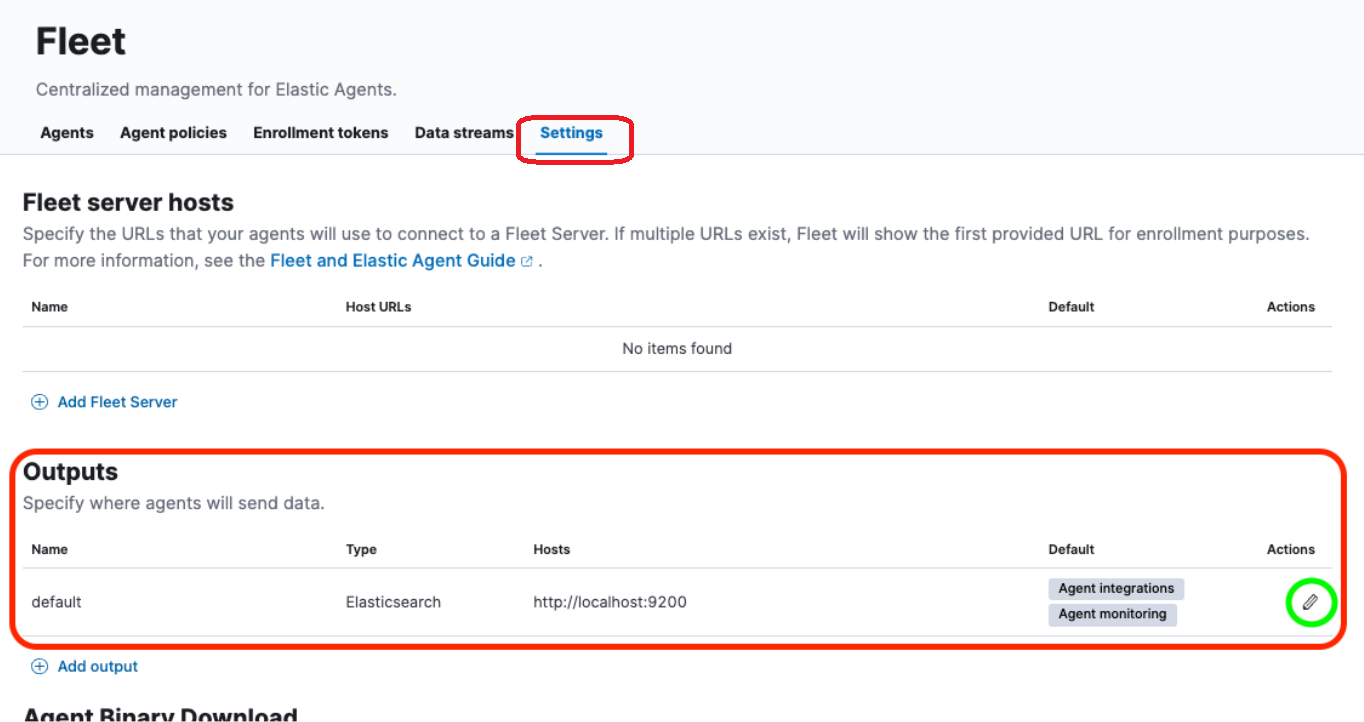 Fleet
Centralized management for Elastic Agents.
Agents Agent policies Enrollment tokens Data streams Settings
Fleet server hosts
Specify the URLs that your agents will use to connect to a Fleet Server. If multiple URLs exist, Fleet will show the first provided URL for enrollment purposes.
For more information, see the Fleet and Elastic Agent Guide .
Name Host URLs Default Actions
No items found
Add Fleet Server
Outputs
Specify where agents will send data.
Name Type Hosts Default Actions
default Elasticsearch http://localhost:9200 Agent integrations
Agent monitoring
Add output
Agent Binary Download